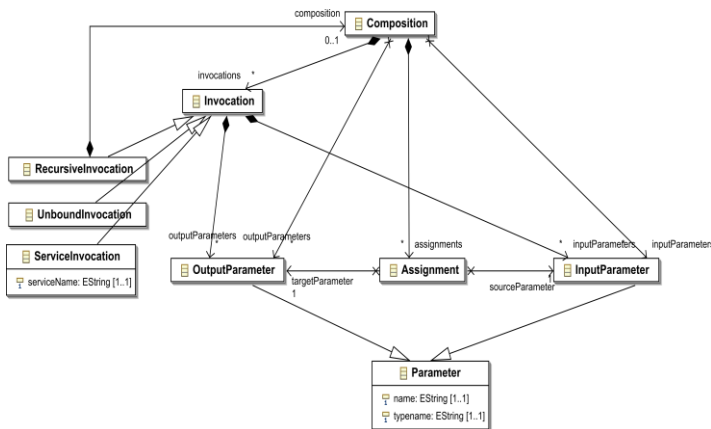 composition
Composition
0..1
invocations
*
Invocation
RecursiveInvocation
UnboundInvocation
ServiceInvocation
serviceName: EString [1..1]
outputParameters
*
outputParameters
*
assignments
*
inputParameters
inputParameters
OutputParameter
Assignment
InputParameter
targetParameter
1
sourceParameter
1
Parameter
name: EString [1..1]
typename: EString [1..1]